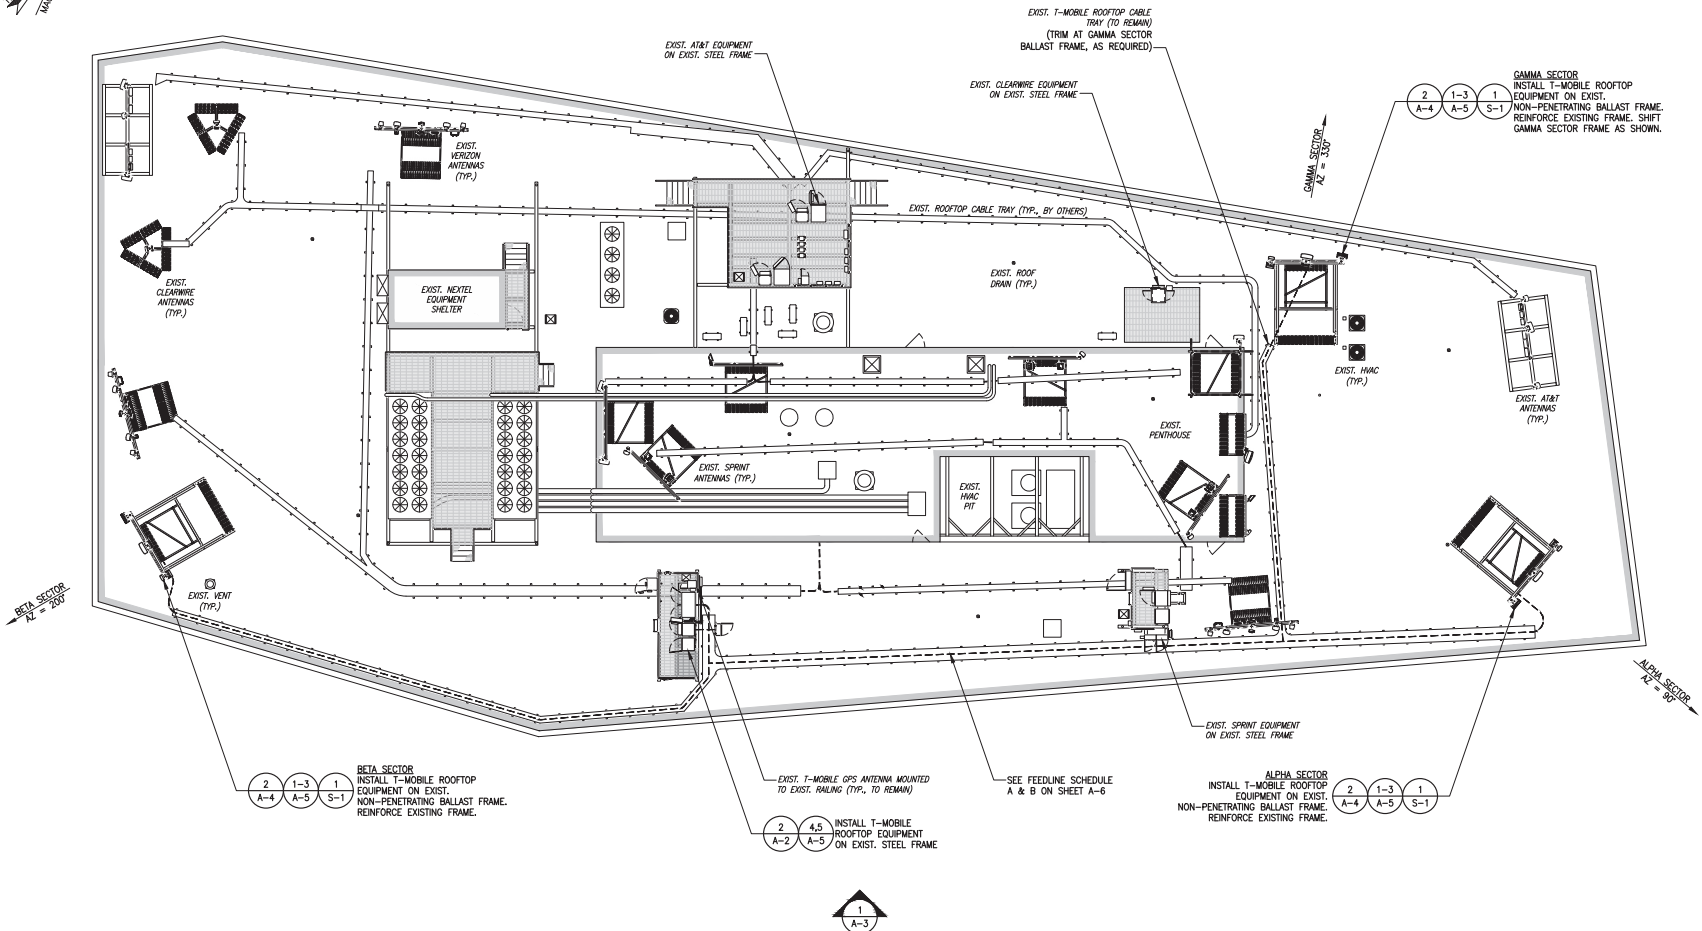 MA
EXIST. T-MOBILE ROOFTOP CABLE
TRAY (TO REMAIN)
(TRIM AT GAMMA SECTOR
BALLAST FRAME, AS REQUIRED)
EXIST. AT&T EQUIPMENT
ON EXIST. STEEL FRAME
EXIST. CLEARWIRE EQUIPMENT
ON EXIST. STEEL FRAME
2
A-4
1-3
A-5
1
S-1
GAMMA SECTOR
INSTALL T-MOBILE ROOFTOP
EQUIPMENT ON EXIST.
NON-PENETRATING BALLAST FRAME.
REINFORCE EXISTING FRAME. SHIFT
GAMMA SECTOR FRAME AS SHOWN.
GAMMA SECTOR
AZ = 330°
EXIST.
VERIZON
ANTENNAS
(TYP.)
EXIST. ROOFTOP CABLE TRAY (TYP., BY OTHERS)
EXIST.
CLEARWIRE
ANTENNAS
(TYP.)
EXIST. NEXTEL
EQUIPMENT
SHELTER
EXIST. ROOF
DRAIN (TYP.)
EXIST. HVAC
(TYP.)
EXIST. AT&T
ANTENNAS
(TYP.)
EXIST.
PENTHOUSE
EXIST. SPRINT
ANTENNAS (TYP.)
EXIST.
HVAC
PIT
BETA SECTOR
AZ = 200°
EXIST. VENT
(TYP.)
ALPHA SECTOR
AZ = 90°
EXIST. SPRINT EQUIPMENT
ON EXIST. STEEL FRAME
2
A-4
1-3
A-5
1
S-1
BETA SECTOR
INSTALL T-MOBILE ROOFTOP
EQUIPMENT ON EXIST.
NON-PENETRATING BALLAST FRAME.
REINFORCE EXISTING FRAME.
EXIST. T-MOBILE GPS ANTENNA MOUNTED
TO EXIST. RAILING (TYP., TO REMAIN)
SEE FEEDLINE SCHEDULE
A & B ON SHEET A-6
ALPHA SECTOR
INSTALL T-MOBILE ROOFTOP
EQUIPMENT ON EXIST.
NON-PENETRATING BALLAST FRAME.
REINFORCE EXISTING FRAME.
2
A-4
1-3
A-5
1
S-1
2
A-2
4,5
A-5
INSTALL T-MOBILE
ROOFTOP EQUIPMENT
ON EXIST. STEEL FRAME
1
A-3